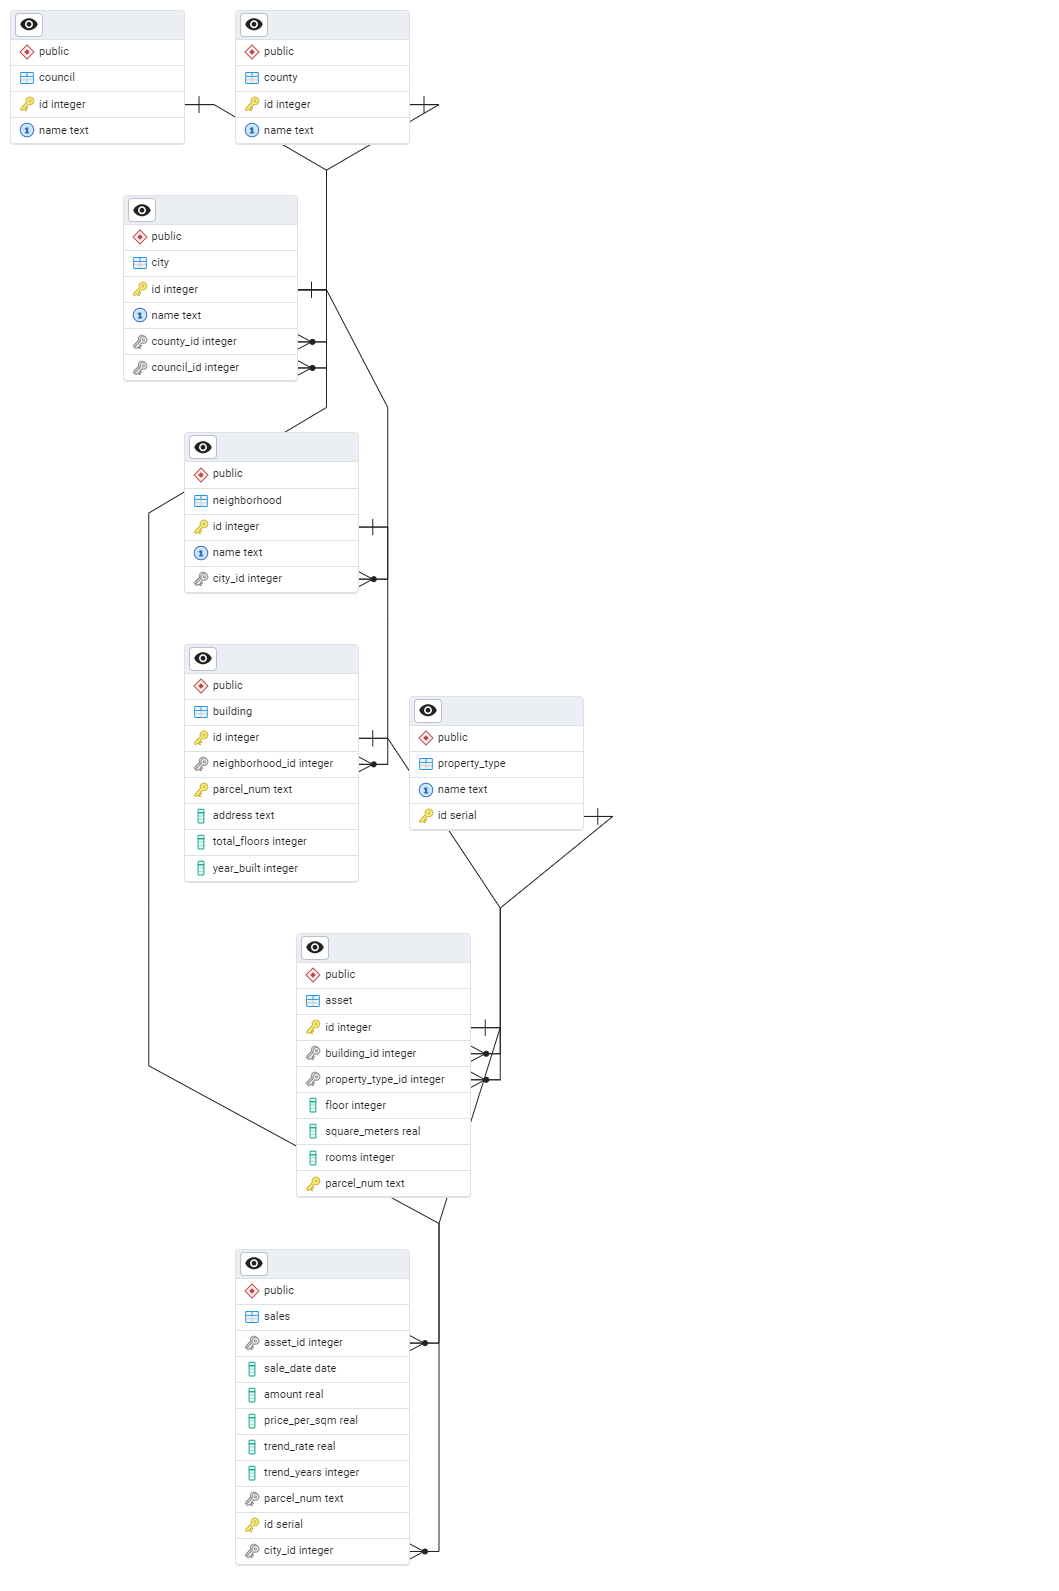 public
council
id integer
name text
public
county
id integer
name text
public
city
id integer
name text
county_id integer
council_id integer
public
neighborhood
id integer
name text
city_id integer
public
building
id integer
neighborhood_id integer
parcel_num text
address text
total_floors integer
year_built integer
public
property_type
name text
id serial
public
asset
id integer
building_id integer
property_type_id integer
floor integer
square_meters real
rooms integer
parcel_num text
public
sales
asset_id integer
sale_date date
amount real
price_per_sqm real
trend_rate real
trend_years integer
parcel_num text
id serial
city_id integer